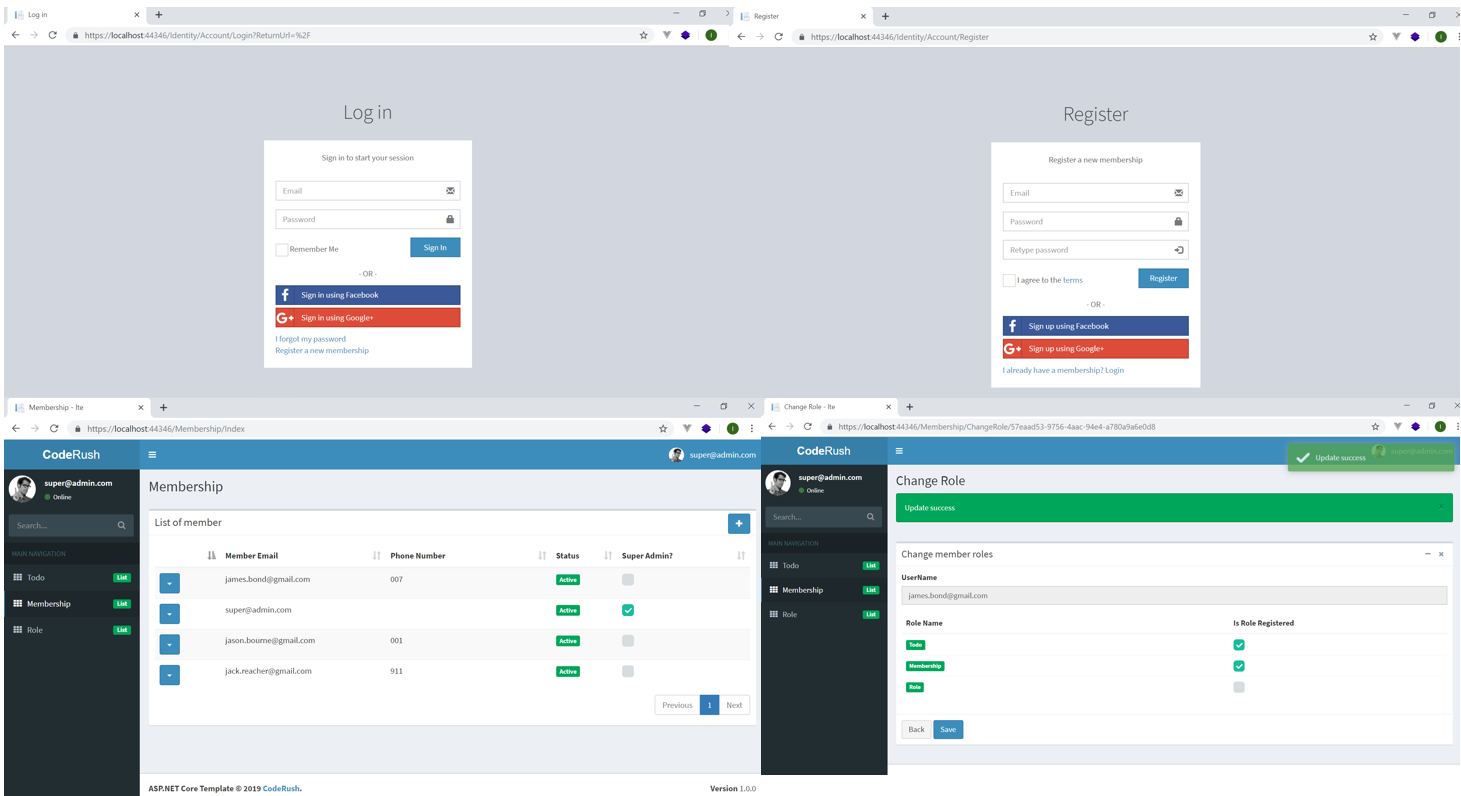 Log in
https://localhost:44346/Identity/Account/Login?ReturnUrl=%2F
Log in
Sign in to start your session
Email
Password
Remember Me
Sign In
- OR -
Sign in using Facebook
G+ Sign in using Google+
I forgot my password
Register a new membership
Register
https://localhost:44346/Identity/Account/Register
Register
Register a new membership
Email
Password
Retype password
I agree to the terms
Register
- OR -
Sign up using Facebook
G+ Sign up using Google+
I already have a membership? Login
Membership - lte
https://localhost:44346/Membership/Index
CodeRush
super@admin.com
super@admin.com
Online
Search...
MAIN NAVIGATION
Todo List
Membership List
Role List
Membership
List of member
Member Email Phone Number Status Super Admin?
james.bond@gmail.com 007 Active
super@admin.com Active
jason.bourne@gmail.com 001 Active
jack.reacher@gmail.com 911 Active
Previous 1 Next
ASP.NET Core Template © 2019 CodeRush.
Version 1.0.0
Change Role - lte
https://localhost:44346/Membership/ChangeRole/57eaad53-9756-4aac-94e4-a780a9a6e0d8
CodeRush
super@admin.com
Update success
super@admin.com
Online
Search...
MAIN NAVIGATION
Todo List
Membership List
Role List
Change Role
Update success
Change member roles
UserName
james.bond@gmail.com
Role Name Is Role Registered
Todo
Membership
Role
Back Save